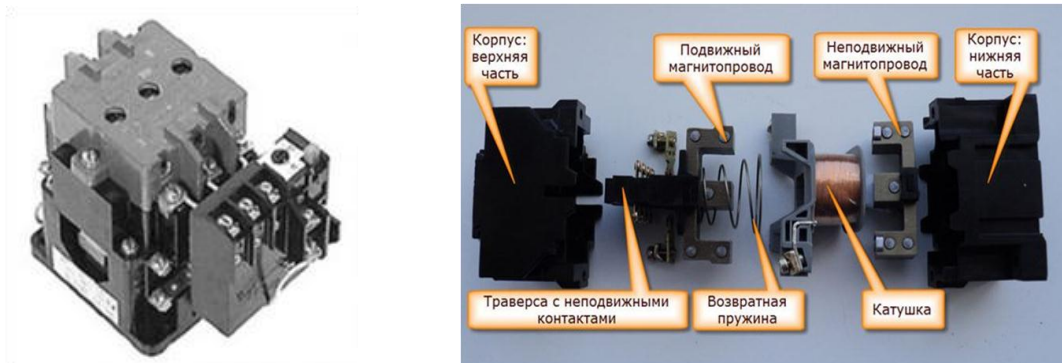 Корпус:
верхняя
часть
Подвижный
магнитопровод
Неподвижный
магнитопровод
Корпус:
нижняя
часть
Траверса с неподвижными
контактами
Возвратная
пружина
Катушка